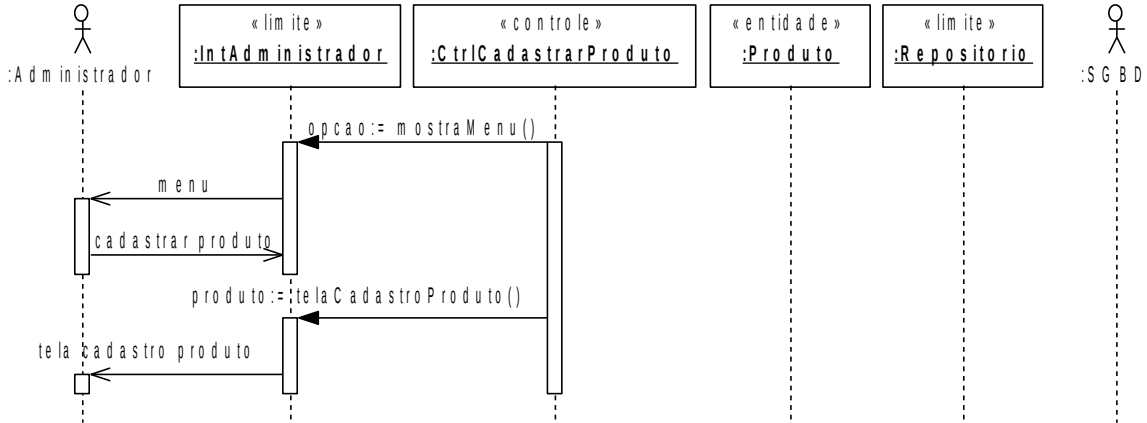 «limite» «controle» «entidade» «limite»
:IntAdministrador :CtrlCadastrarProduto :Produto :Repositorio
:Administrador :SGBD
opcao:= mostraMenu()
menu
cadastrar produto
produto:= telaCadastroProduto()
tela cadastro produto